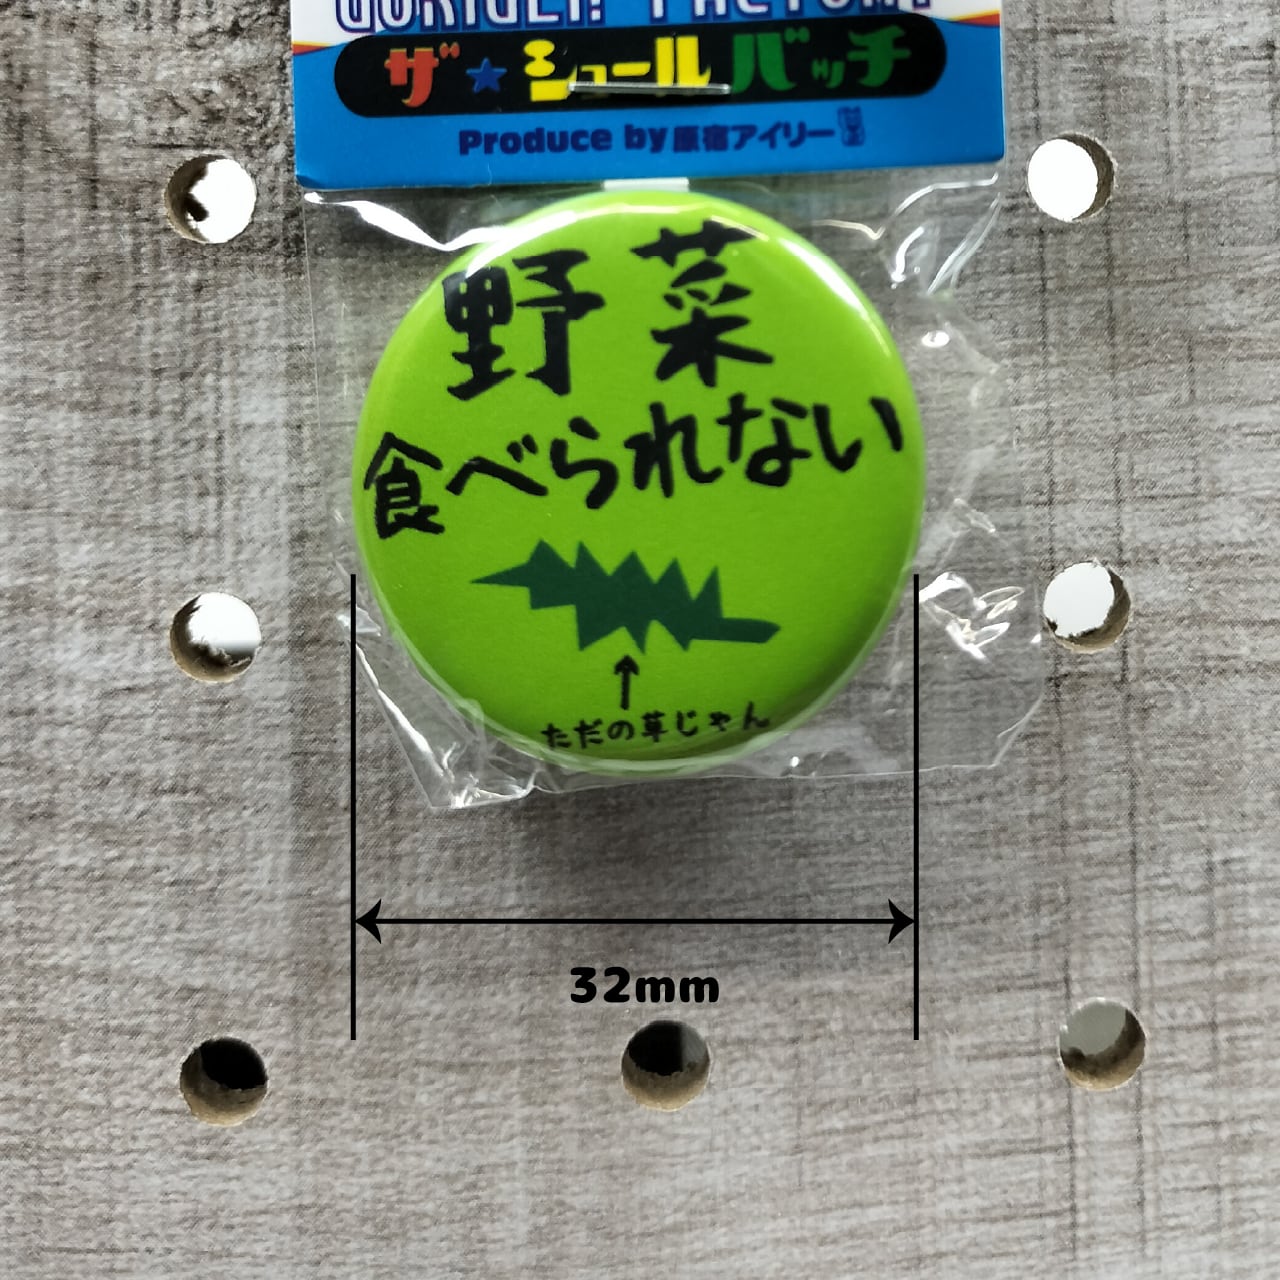 ザ★シュールバッチ
Produce by 原宿アイリー
野菜
食べられない
ただの草じゃん
32mm